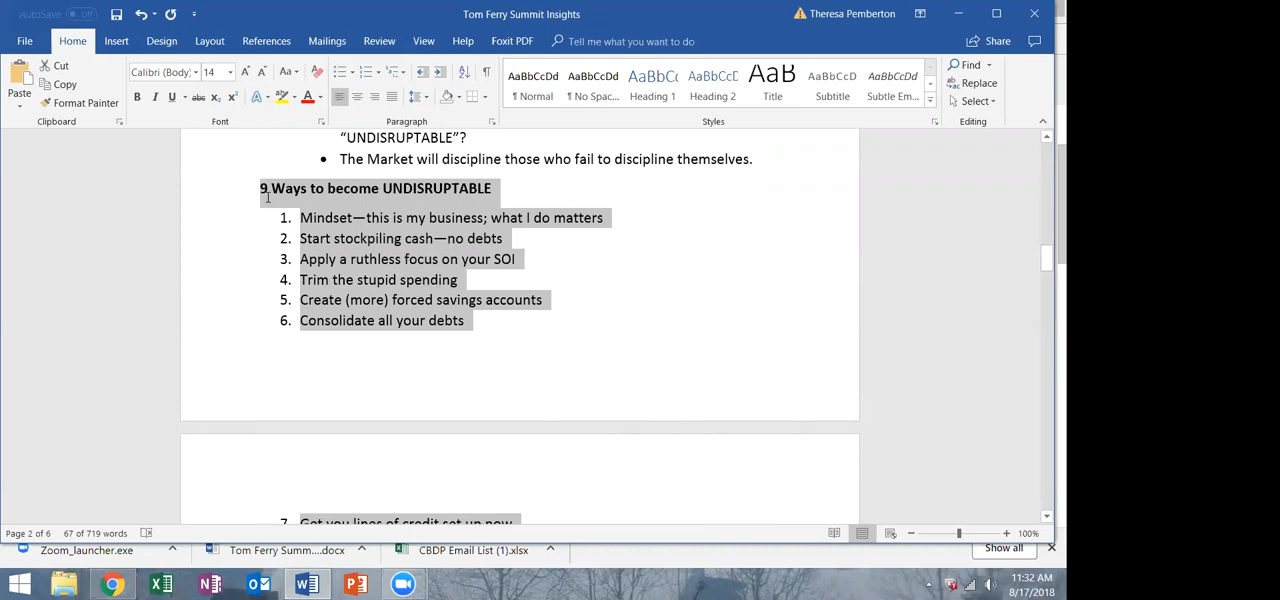 AutoSave Off
Tom Ferry Summit Insights
Theresa Pemberton
File Home Insert Design Layout References Mailings Review View Help Foxit PDF Tell me what you want to do Share
Paste
Cut
Copy
Format Painter
Calibri (Body) 14
Aa
B I U abc X₂ X²
AaBbCcDd AaBbCcDd AaBbCc AaBbCcD AaB AaBbCcD AaBbCcDd
¶ Normal ¶ No Spac... Heading 1 Heading 2 Title Subtitle Subtle Em...
Find
Replace
Select
Clipboard Font Paragraph Styles Editing
“UNDISRUPTABLE”?
• The Market will discipline those who fail to discipline themselves.
9 Ways to become UNDISRUPTABLE
1. Mindset—this is my business; what I do matters
2. Start stockpiling cash—no debts
3. Apply a ruthless focus on your SOI
4. Trim the stupid spending
5. Create (more) forced savings accounts
6. Consolidate all your debts
7. Get you lines of credit set up now
Page 2 of 6 67 of 719 words 100%
Zoom_launcher.exe Tom Ferry Summ....docx CBDP Email List (1).xlsx Show all
11:32 AM
8/17/2018